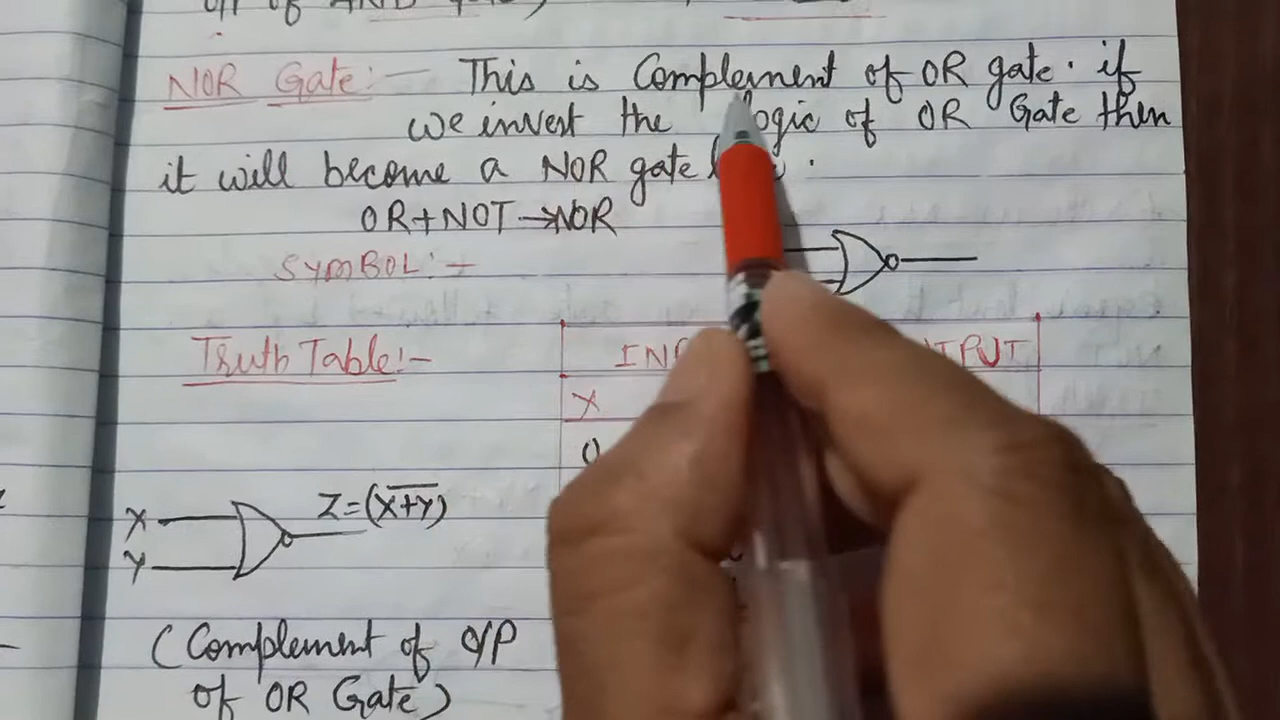 NOR Gate:- This is Complement of OR gate. if
we invert the logic of OR Gate then
it will become a NOR gate
OR+NOT→NOR
SYMBOL:-
Truth Table:-
X
0
X
Y
Z=(X̅+̅Y̅)
(Complement of O/P
of OR Gate)